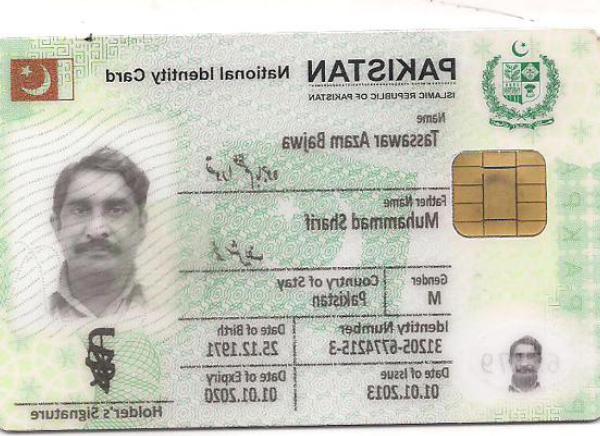 PAKISTAN National Identity Card
ISLAMIC REPUBLIC OF PAKISTAN
Name
Tassawar Azam Bajwa
Father Name
Muhammad Sharif
Gender
M
Country of Stay
Pakistan
Identity Number
31205-6774215-3
Date of Birth
25.12.1971
Date of Issue
01.01.2013
Date of Expiry
01.01.2020
Holder's Signature